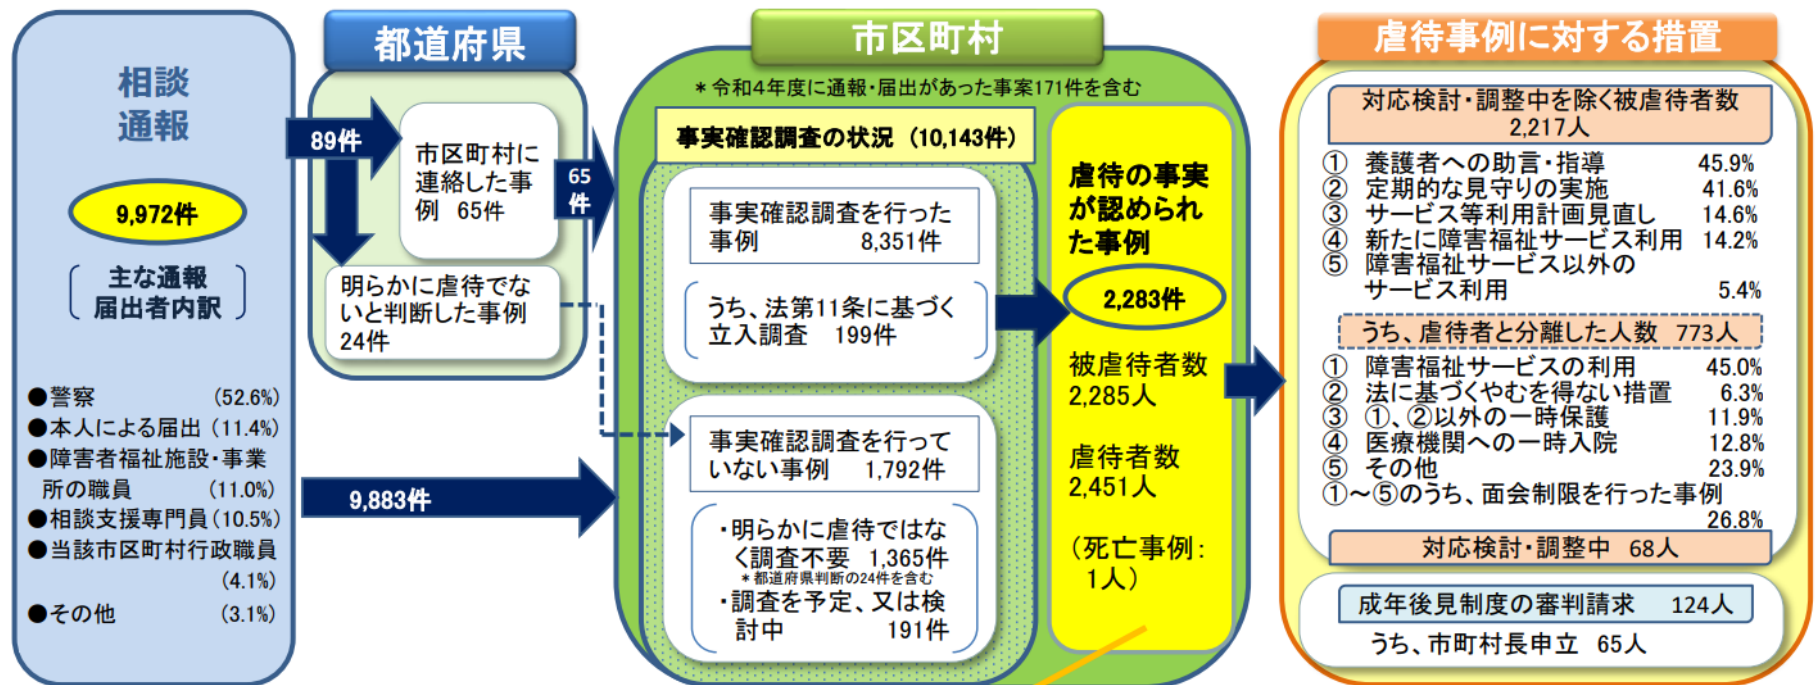 相談
通報
9,972件
主な通報
届出者内訳
●警察 (52.6%)
●本人による届出 (11.4%)
●障害者福祉施設・事業
所の職員 (11.0%)
●相談支援専門員(10.5%)
●当該市区町村行政職員
(4.1%)
●その他 (3.1%)
都道府県
89件
市区町村に
連絡した事
例 65件
65
件
明らかに虐待でな
いと判断した事例
24件
9,883件
市区町村
*令和4年度に通報・届出があった事案171件を含む
事実確認調査の状況 (10,143件)
事実確認調査を行った
事例 8,351件
うち、法第11条に基づく
立入調査 199件
事実確認調査を行って
いない事例 1,792件
・明らかに虐待ではな
く調査不要 1,365件
*都道府県判断の24件を含む
・調査を予定、又は検
討中 191件
虐待の事実
が認められ
た事例
2,283件
被虐待者数
2,285人
虐待者数
2,451人
(死亡事例:
1人)
虐待事例に対する措置
対応検討・調整中を除く被虐待者数
2,217人
① 養護者への助言・指導 45.9%
② 定期的な見守りの実施 41.6%
③ サービス等利用計画見直し 14.6%
④ 新たに障害福祉サービス利用 14.2%
⑤ 障害福祉サービス以外の
サービス利用 5.4%
うち、虐待者と分離した人数 773人
① 障害福祉サービスの利用 45.0%
② 法に基づくやむを得ない措置 6.3%
③ ①、②以外の一時保護 11.9%
④ 医療機関への一時入院 12.8%
⑤ その他 23.9%
①~⑤のうち、面会制限を行った事例
26.8%
対応検討・調整中 68人
成年後見制度の審判請求 124人
うち、市町村長申立 65人